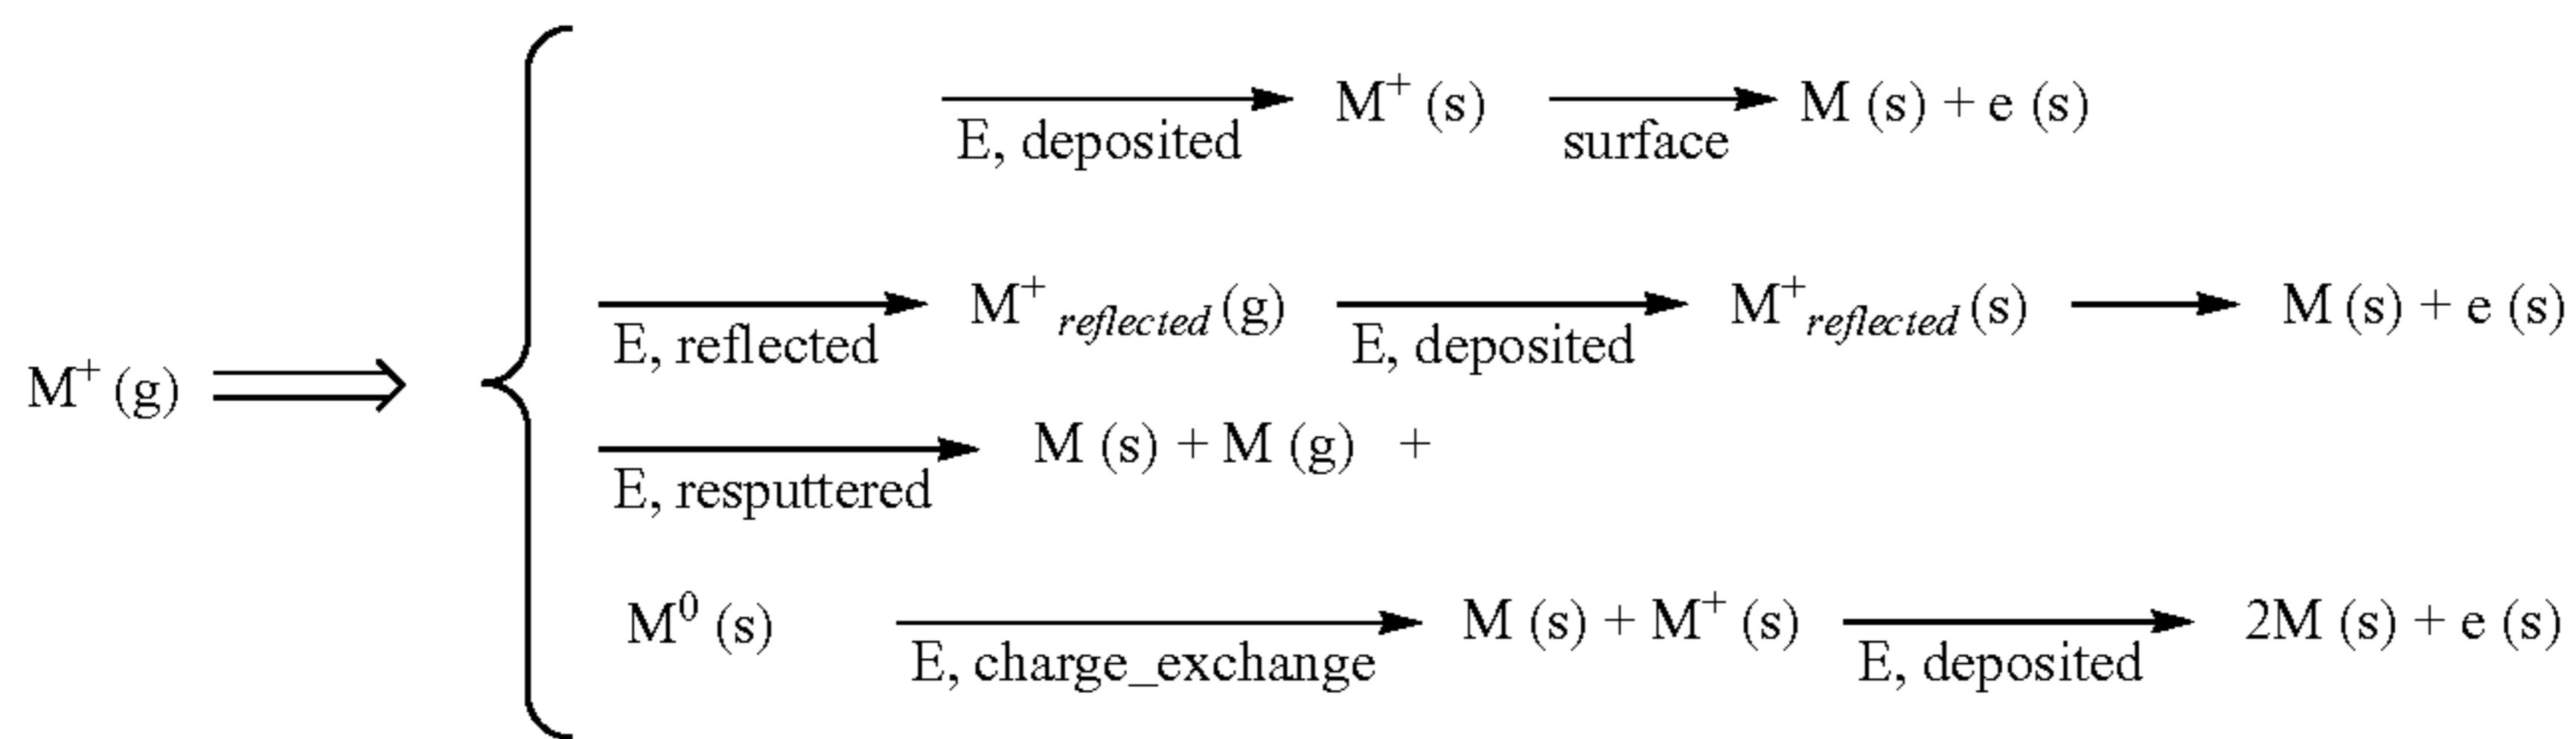 M⁺ (s) M (s) + e (s)
E, deposited surface
M⁺ reflected (g) M⁺reflected (s) M (s) + e (s)
E, reflected E, deposited
M⁺ (g)
M (s) + M (g) +
E, resputtered
M⁰ (s) M (s) + M⁺ (s) 2M (s) + e (s)
E, charge_exchange E, deposited